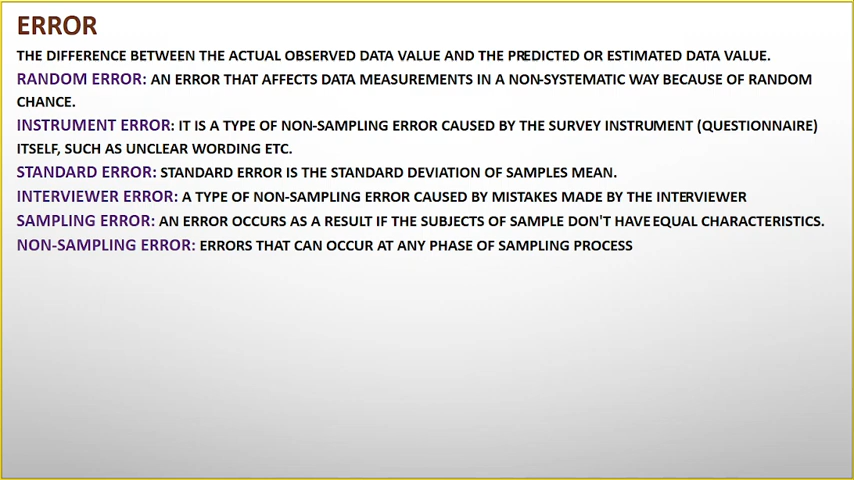 ERROR
THE DIFFERENCE BETWEEN THE ACTUAL OBSERVED DATA VALUE AND THE PREDICTED OR ESTIMATED DATA VALUE.
RANDOM ERROR: AN ERROR THAT AFFECTS DATA MEASUREMENTS IN A NON-SYSTEMATIC WAY BECAUSE OF RANDOM
CHANCE.
INSTRUMENT ERROR: IT IS A TYPE OF NON-SAMPLING ERROR CAUSED BY THE SURVEY INSTRUMENT (QUESTIONNAIRE)
ITSELF, SUCH AS UNCLEAR WORDING ETC.
STANDARD ERROR: STANDARD ERROR IS THE STANDARD DEVIATION OF SAMPLES MEAN.
INTERVIEWER ERROR: A TYPE OF NON-SAMPLING ERROR CAUSED BY MISTAKES MADE BY THE INTERVIEWER
SAMPLING ERROR: AN ERROR OCCURS AS A RESULT IF THE SUBJECTS OF SAMPLE DON'T HAVE EQUAL CHARACTERISTICS.
NON-SAMPLING ERROR: ERRORS THAT CAN OCCUR AT ANY PHASE OF SAMPLING PROCESS